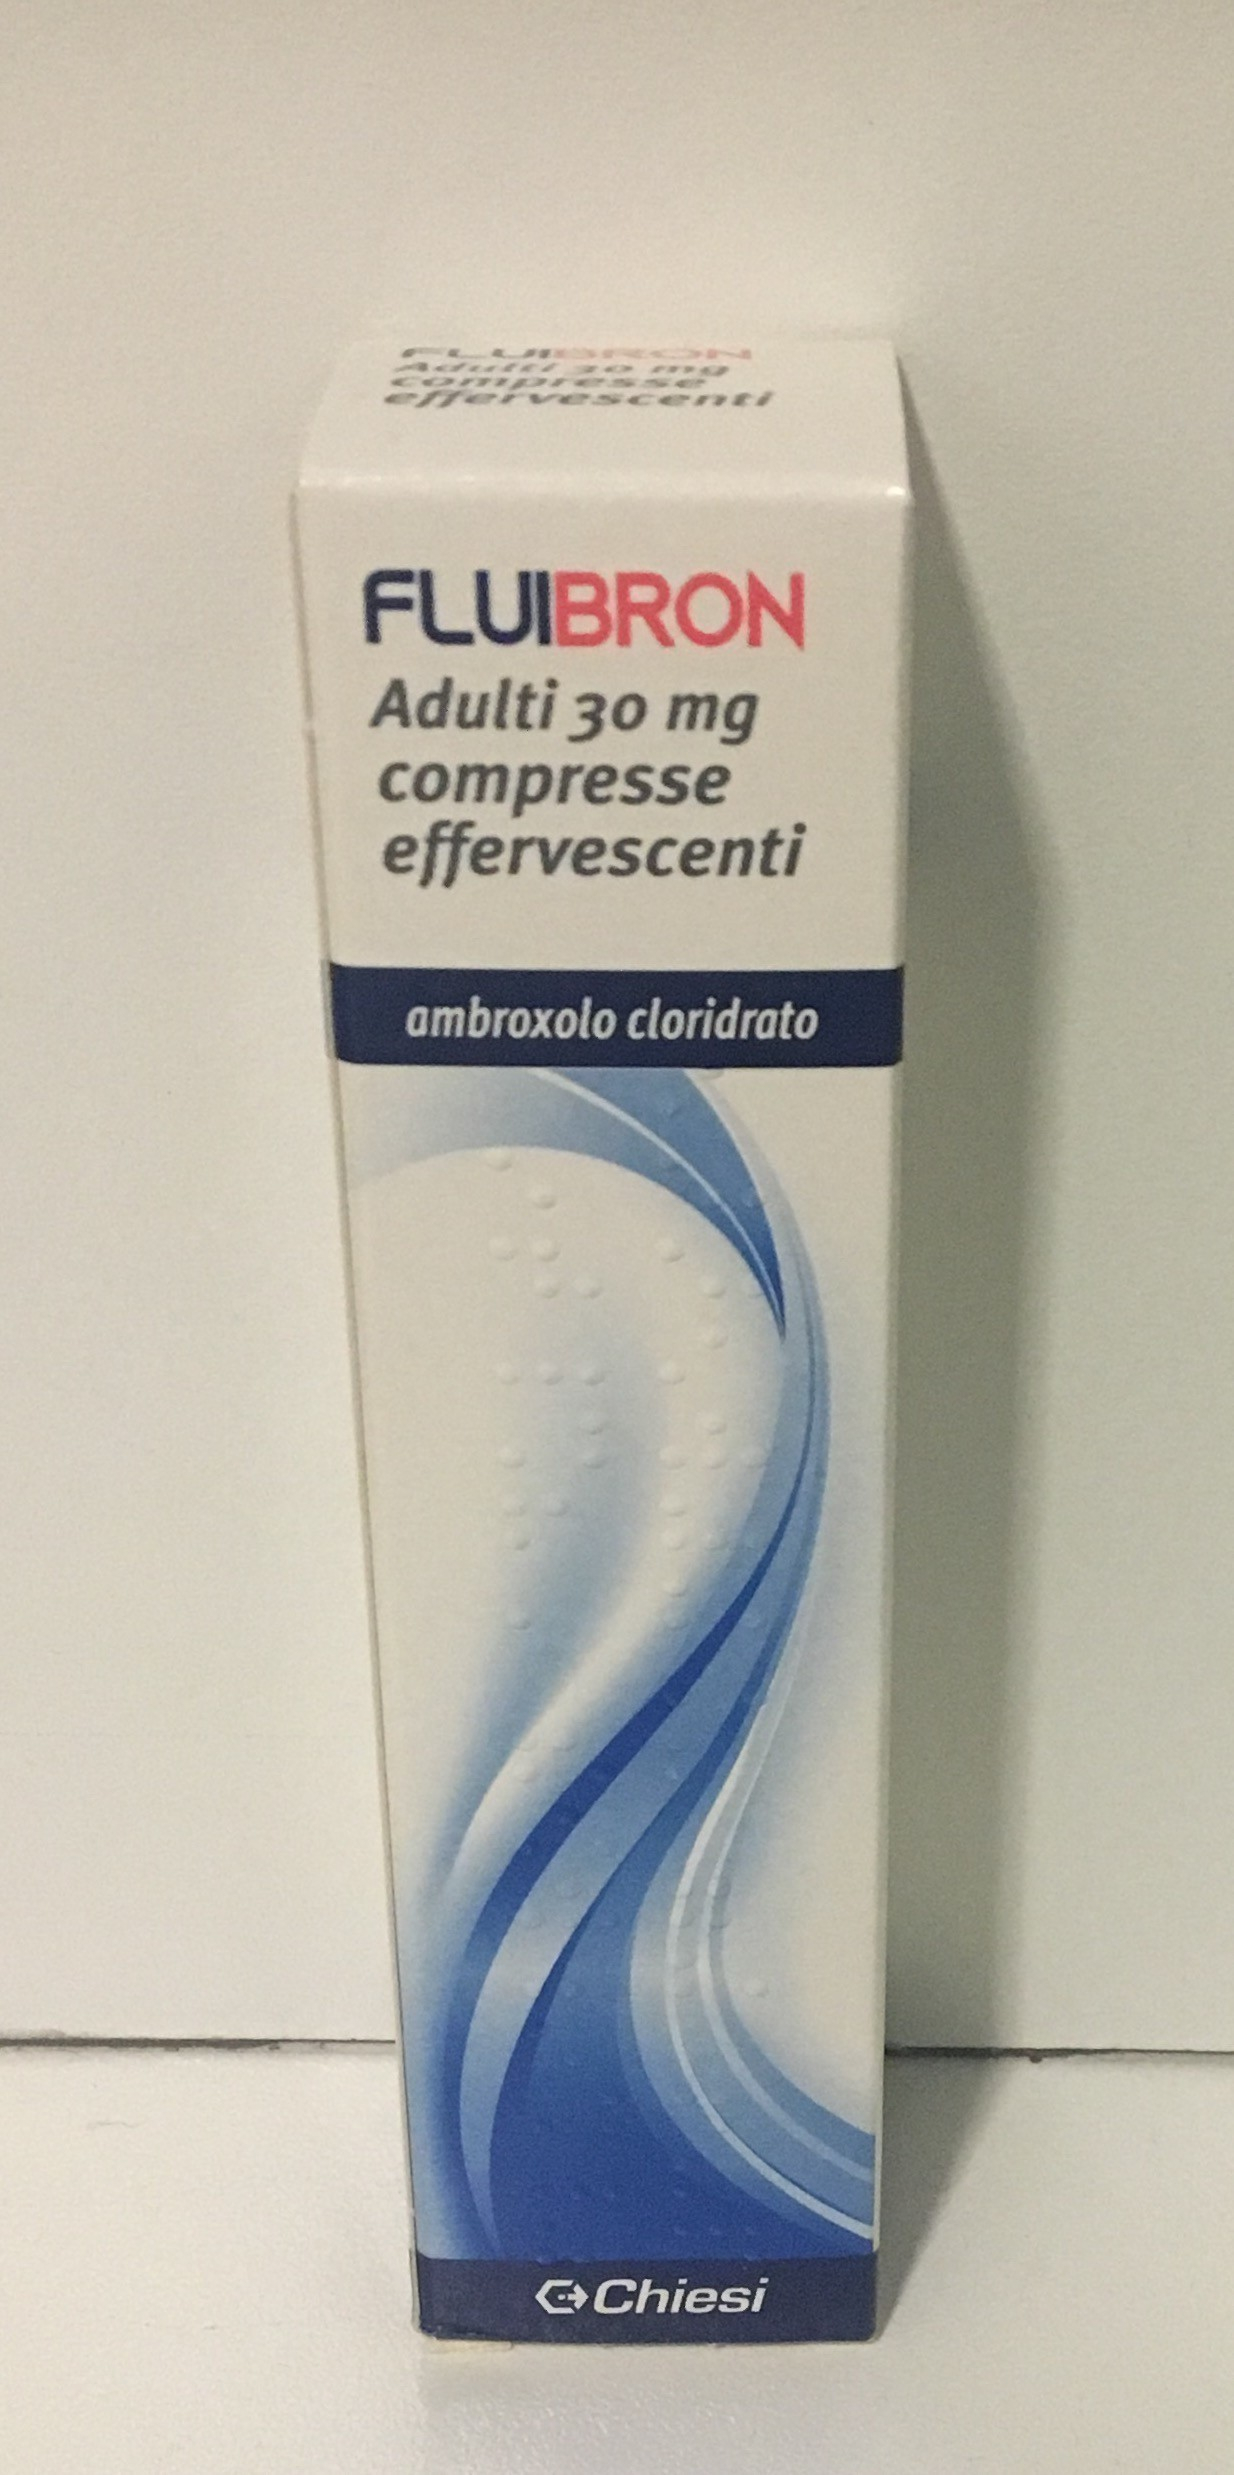 FLUIBRON
Adulti 30 mg
compresse
effervescenti
FLUIBRON
Adulti 30 mg
compresse
effervescenti
ambroxolo cloridrato
Chiesi